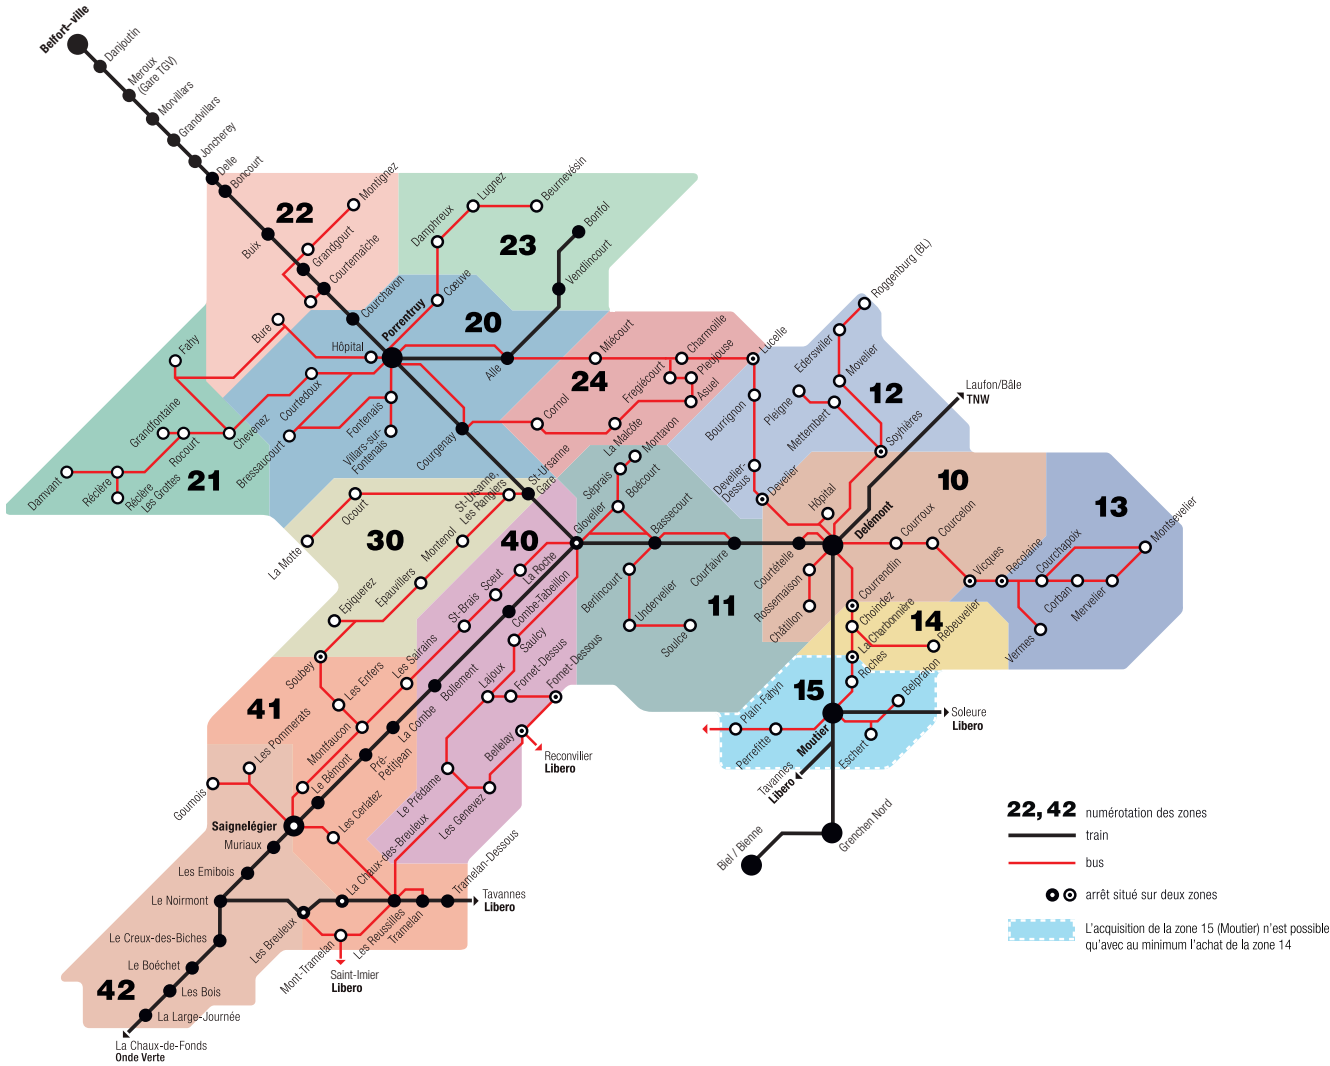 Belfort–ville
Danjoutin
Meroux
(Gare TGV)
Morvillars
Grandvillars
Joncherey
Delle
Boncourt
22
Montignez
Buix
Grandgourt
Courtemaîche
Courchavon
Bure
23
Damphreux
Lugnez
Beurnevésin
Bonfol
Vendlincourt
Cœuve
20
Porrentruy
Hôpital
Alle
Courtedoux
Fontenais
Villars-sur-
Fontenais
Bressaucourt
Courgenay
21
Fahy
Grandfontaine
Rocourt
Chevenez
Damvant
Réclère
Réclère
Les Grottes
24
Miécourt
Charmoille
Pleujouse
Fregiécourt
Asuel
Cornol
La Malcôte
Lucelle
12
Roggenburg (BL)
Ederswiler
Movelier
Pleigne
Mettembert
Soyhières
Bourrignon
Develier-
Dessus
Develier
Laufon/Bâle
TNW
10
Hôpital
Delémont
Courroux
Courcelon
Courtételle
Rossemaison
Châtillon
Courrendlin
Vicques
13
Recolaine
Courchapoix
Corban
Mervelier
Montsevelier
Vermes
14
Choindez
La Charbonnière
Rebeuvelier
Roches
15
Plain-Fahyn
Perrefitte
Moutier
Belprahon
Eschert
Soleure
Libero
Tavannes
Libero
Grenchen Nord
Biel / Bienne
11
Montavon
Séprais
Boécourt
Bassecourt
Glovelier
Courfaivre
Berlincourt
Undervelier
Soulce
30
St-Ursanne
Gare
St-Ursanne,
Les Rangiers
Ocourt
La Motte
Montenol
Epauvillers
Epiquerez
Soubey
40
La Roche
Sceut
St-Brais
Combe-Tabeillon
Saulcy
Lajoux
Fornet-Dessus
Fornet-Dessous
Bollement
Les Sairains
Bellelay
Reconvilier
Libero
Le Prédame
Les Genevez
41
Les Enfers
Montfaucon
Les Pommerats
Goumois
La Combe
Pré-
Petitjean
Le Bémont
Saignelégier
Les Cerlatez
Muriaux
Les Emibois
Le Noirmont
La Chaux-des-Breuleux
Tramelan-Dessous
Tavannes
Libero
Les Breuleux
Mont-Tramelan
Les Reussilles
Tramelan
Saint-Imier
Libero
Le Creux-des-Biches
Le Boéchet
42
Les Bois
La Large-Journée
La Chaux-de-Fonds
Onde Verte
22, 42 numérotation des zones
train
bus
arrêt situé sur deux zones
L'acquisition de la zone 15 (Moutier) n'est possible
qu'avec au minimum l'achat de la zone 14